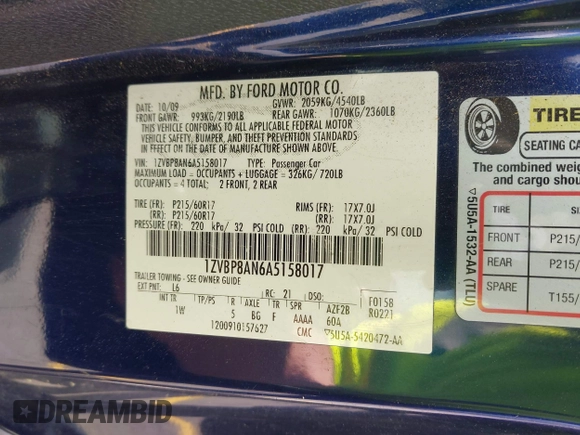 MFD. BY FORD MOTOR CO.
DATE: 10/09 GVWR: 2059KG/4540LB
FRONT GAWR: 993KG/2190LB REAR GAWR: 1070KG/2360LB
THIS VEHICLE CONFORMS TO ALL APPLICABLE FEDERAL MOTOR
VEHICLE SAFETY, BUMPER, AND THEFT PREVENTION STANDARDS
IN EFFECT ON THE DATE OF MANUFACTURE SHOWN ABOVE.
VIN: 1ZVBP8AN6A5158017 TYPE: Passenger Car
MAXIMUM LOAD = OCCUPANTS + LUGGAGE = 326KG/720LB
OCCUPANTS = 4 TOTAL: 2 FRONT, 2 REAR
TIRE(FR): P215/60R17 RIMS(FR): 17X7.0J
(RR): P215/60R17 (RR): 17X7.0J
PRESSURE(FR): 220 kPa/ 32 PSI COLD (RR): 220 kPa/ 32 PSI COLD
1ZVBP8AN6A5158017
TRAILER TOWING - SEE OWNER GUIDE
EXT PNT: L6 RC: 21 DSO:
INT TR TP/PS R AXLE TR SPR F0158
1W 5 BG F AAAA AZF2B 60A R0221
1200910157627 CMC ▽5U5A-5420472-AA
▽5U5A-1532-AA (TLU)
TIRE
SEATING CA
The combined weig
and cargo shou
TIRE SI
FRONT P215/
REAR P215/
SPARE T155/
DREAMBID